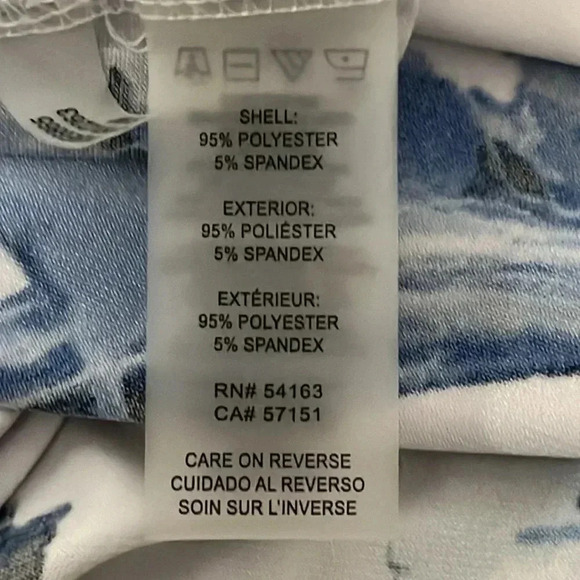 SHELL:
95% POLYESTER
5% SPANDEX
EXTERIOR:
95% POLIÉSTER
5% SPANDEX
EXTÉRIEUR:
95% POLYESTER
5% SPANDEX
RN# 54163
CA# 57151
CARE ON REVERSE
CUIDADO AL REVERSO
SOIN SUR L'INVERSE